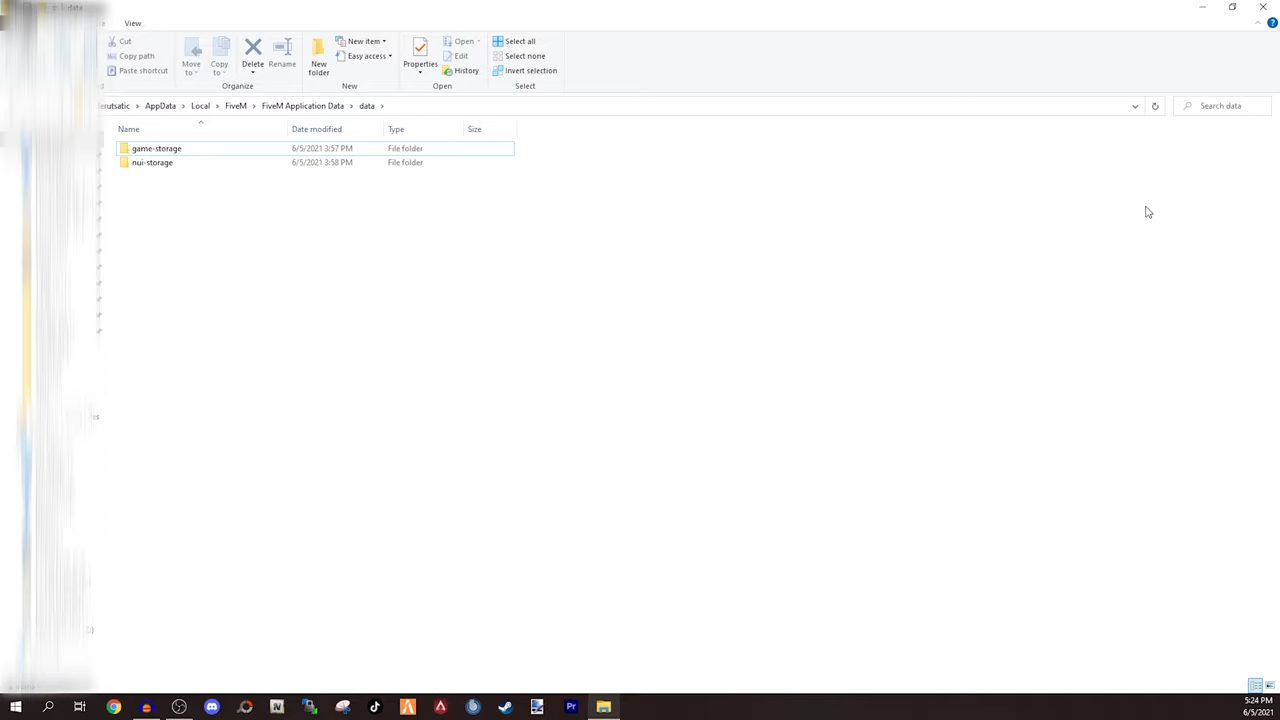 data
View
Cut
Copy path
Paste shortcut
Move to
Copy to
Delete
Rename
New folder
New item
Easy access
Properties
Open
Edit
History
Select all
Select none
Invert selection
Organize
New
Open
Select
erutsatic > AppData > Local > FiveM > FiveM Application Data > data >
Search data
Name Date modified Type Size
game-storage 6/5/2021 3:57 PM File folder
nui-storage 6/5/2021 3:58 PM File folder
5:24 PM
6/5/2021